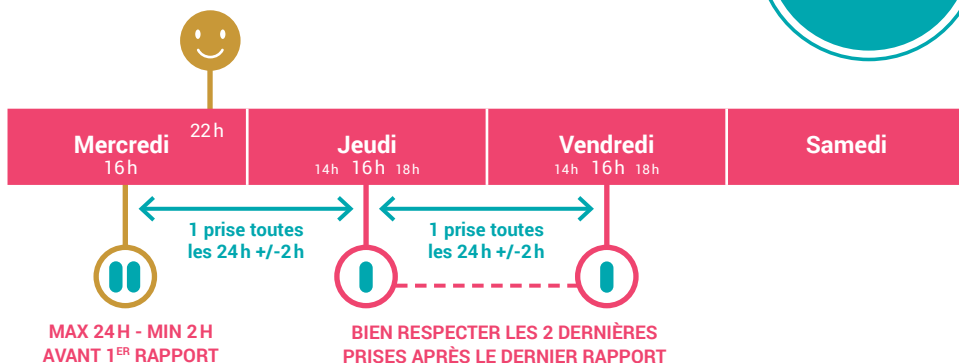 22h
Mercredi
16h
Jeudi
14h 16h 18h
Vendredi
14h 16h 18h
Samedi
1 prise toutes
les 24h +/-2h
1 prise toutes
les 24h +/-2h
MAX 24H - MIN 2H
AVANT 1ER RAPPORT
BIEN RESPECTER LES 2 DERNIÈRES
PRISES APRÈS LE DERNIER RAPPORT